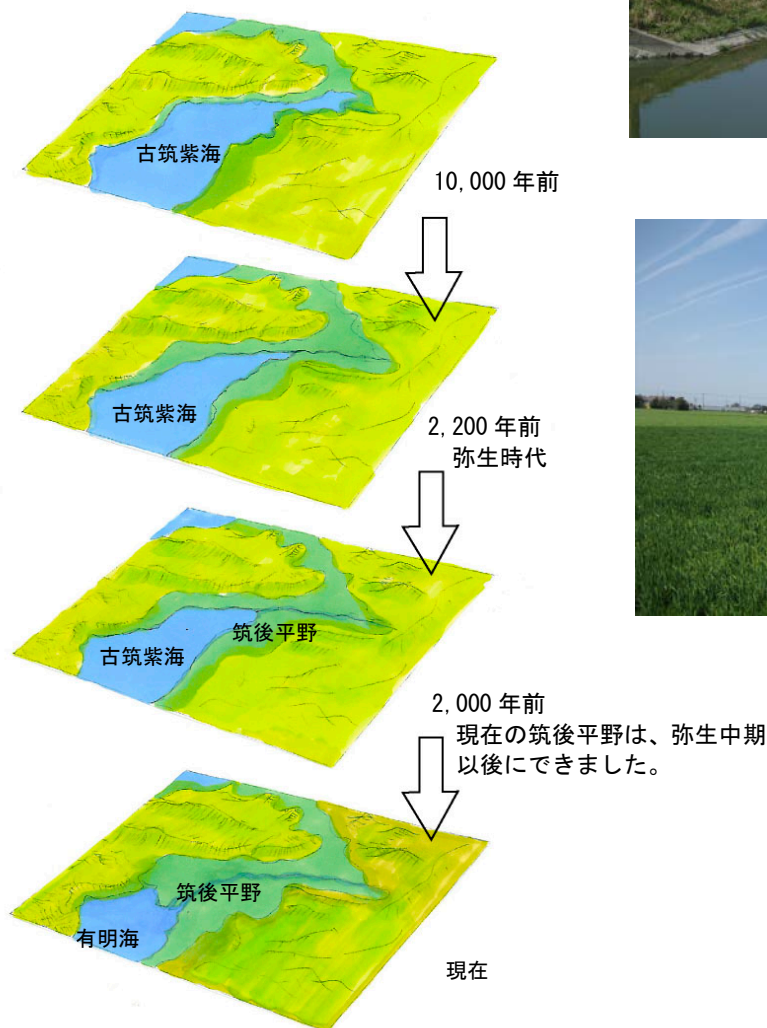 古筑紫海
10,000 年前
古筑紫海
2,200 年前
弥生時代
筑後平野
古筑紫海
2,000 年前
現在の筑後平野は、弥生中期
以後にできました。
筑後平野
有明海
現在